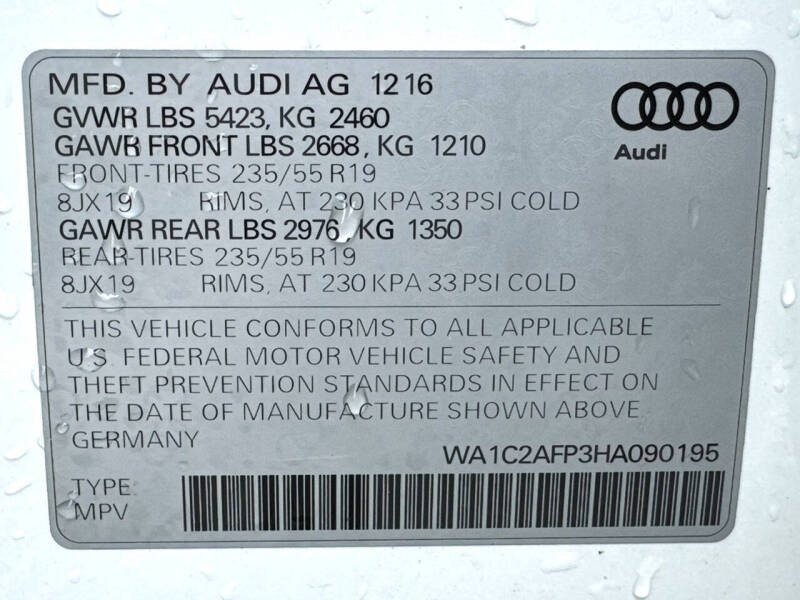 MFD. BY AUDI AG 12 16
GVWR LBS 5423, KG 2460
GAWR FRONT LBS 2668, KG 1210
FRONT-TIRES 235/55 R19
8JX19 RIMS, AT 230 KPA 33 PSI COLD
GAWR REAR LBS 2976, KG 1350
REAR-TIRES 235/55 R19
8JX19 RIMS, AT 230 KPA 33 PSI COLD
Audi
THIS VEHICLE CONFORMS TO ALL APPLICABLE
U.S. FEDERAL MOTOR VEHICLE SAFETY AND
THEFT PREVENTION STANDARDS IN EFFECT ON
THE DATE OF MANUFACTURE SHOWN ABOVE
GERMANY
WA1C2AFP3HA090195
TYPE:
MPV